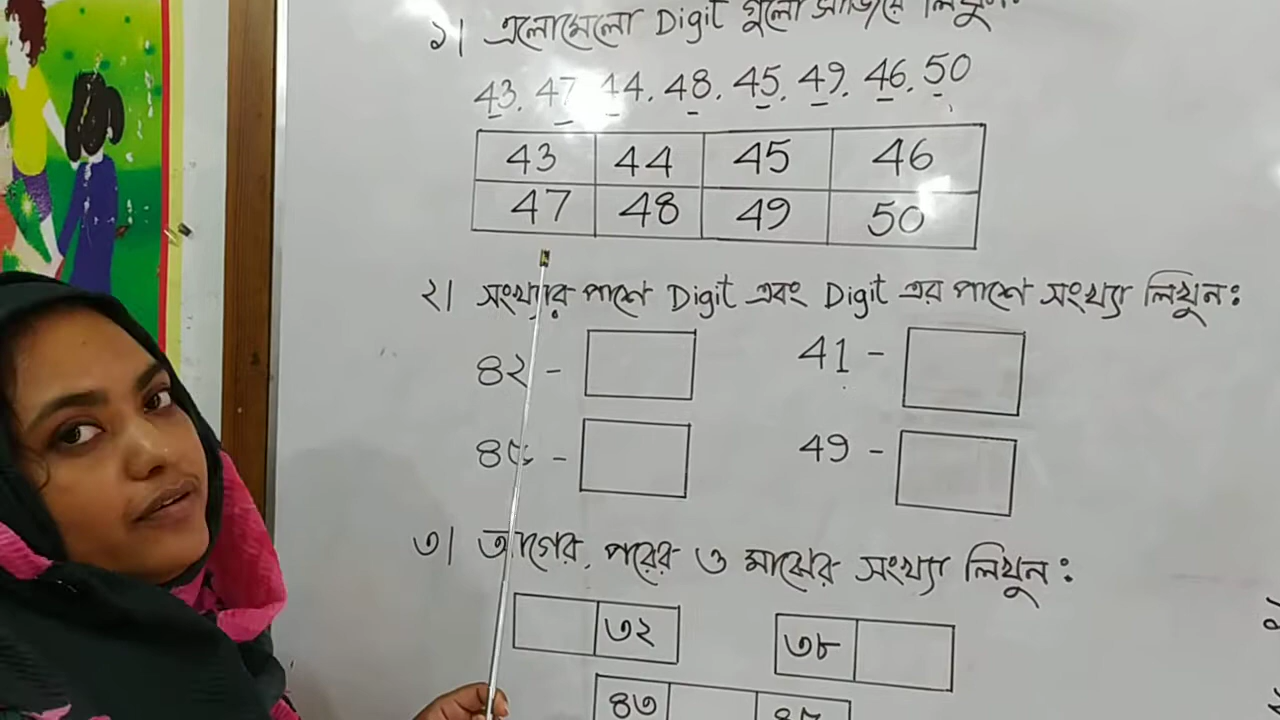 ১। এলোমেলো Digit গুলো সাজিয়ে লিখুন:
43, 47, 44, 48, 45, 49, 46, 50
43 44 45 46
47 48 49 50
২। সংখ্যার পাশে Digit এবং Digit এর পাশে সংখ্যা লিখুন:
৪২ - 41 -
৪৫ - 49 -
৩। আগের, পরের ও মাঝের সংখ্যা লিখুন:
৩২ ৩৮
৪৩